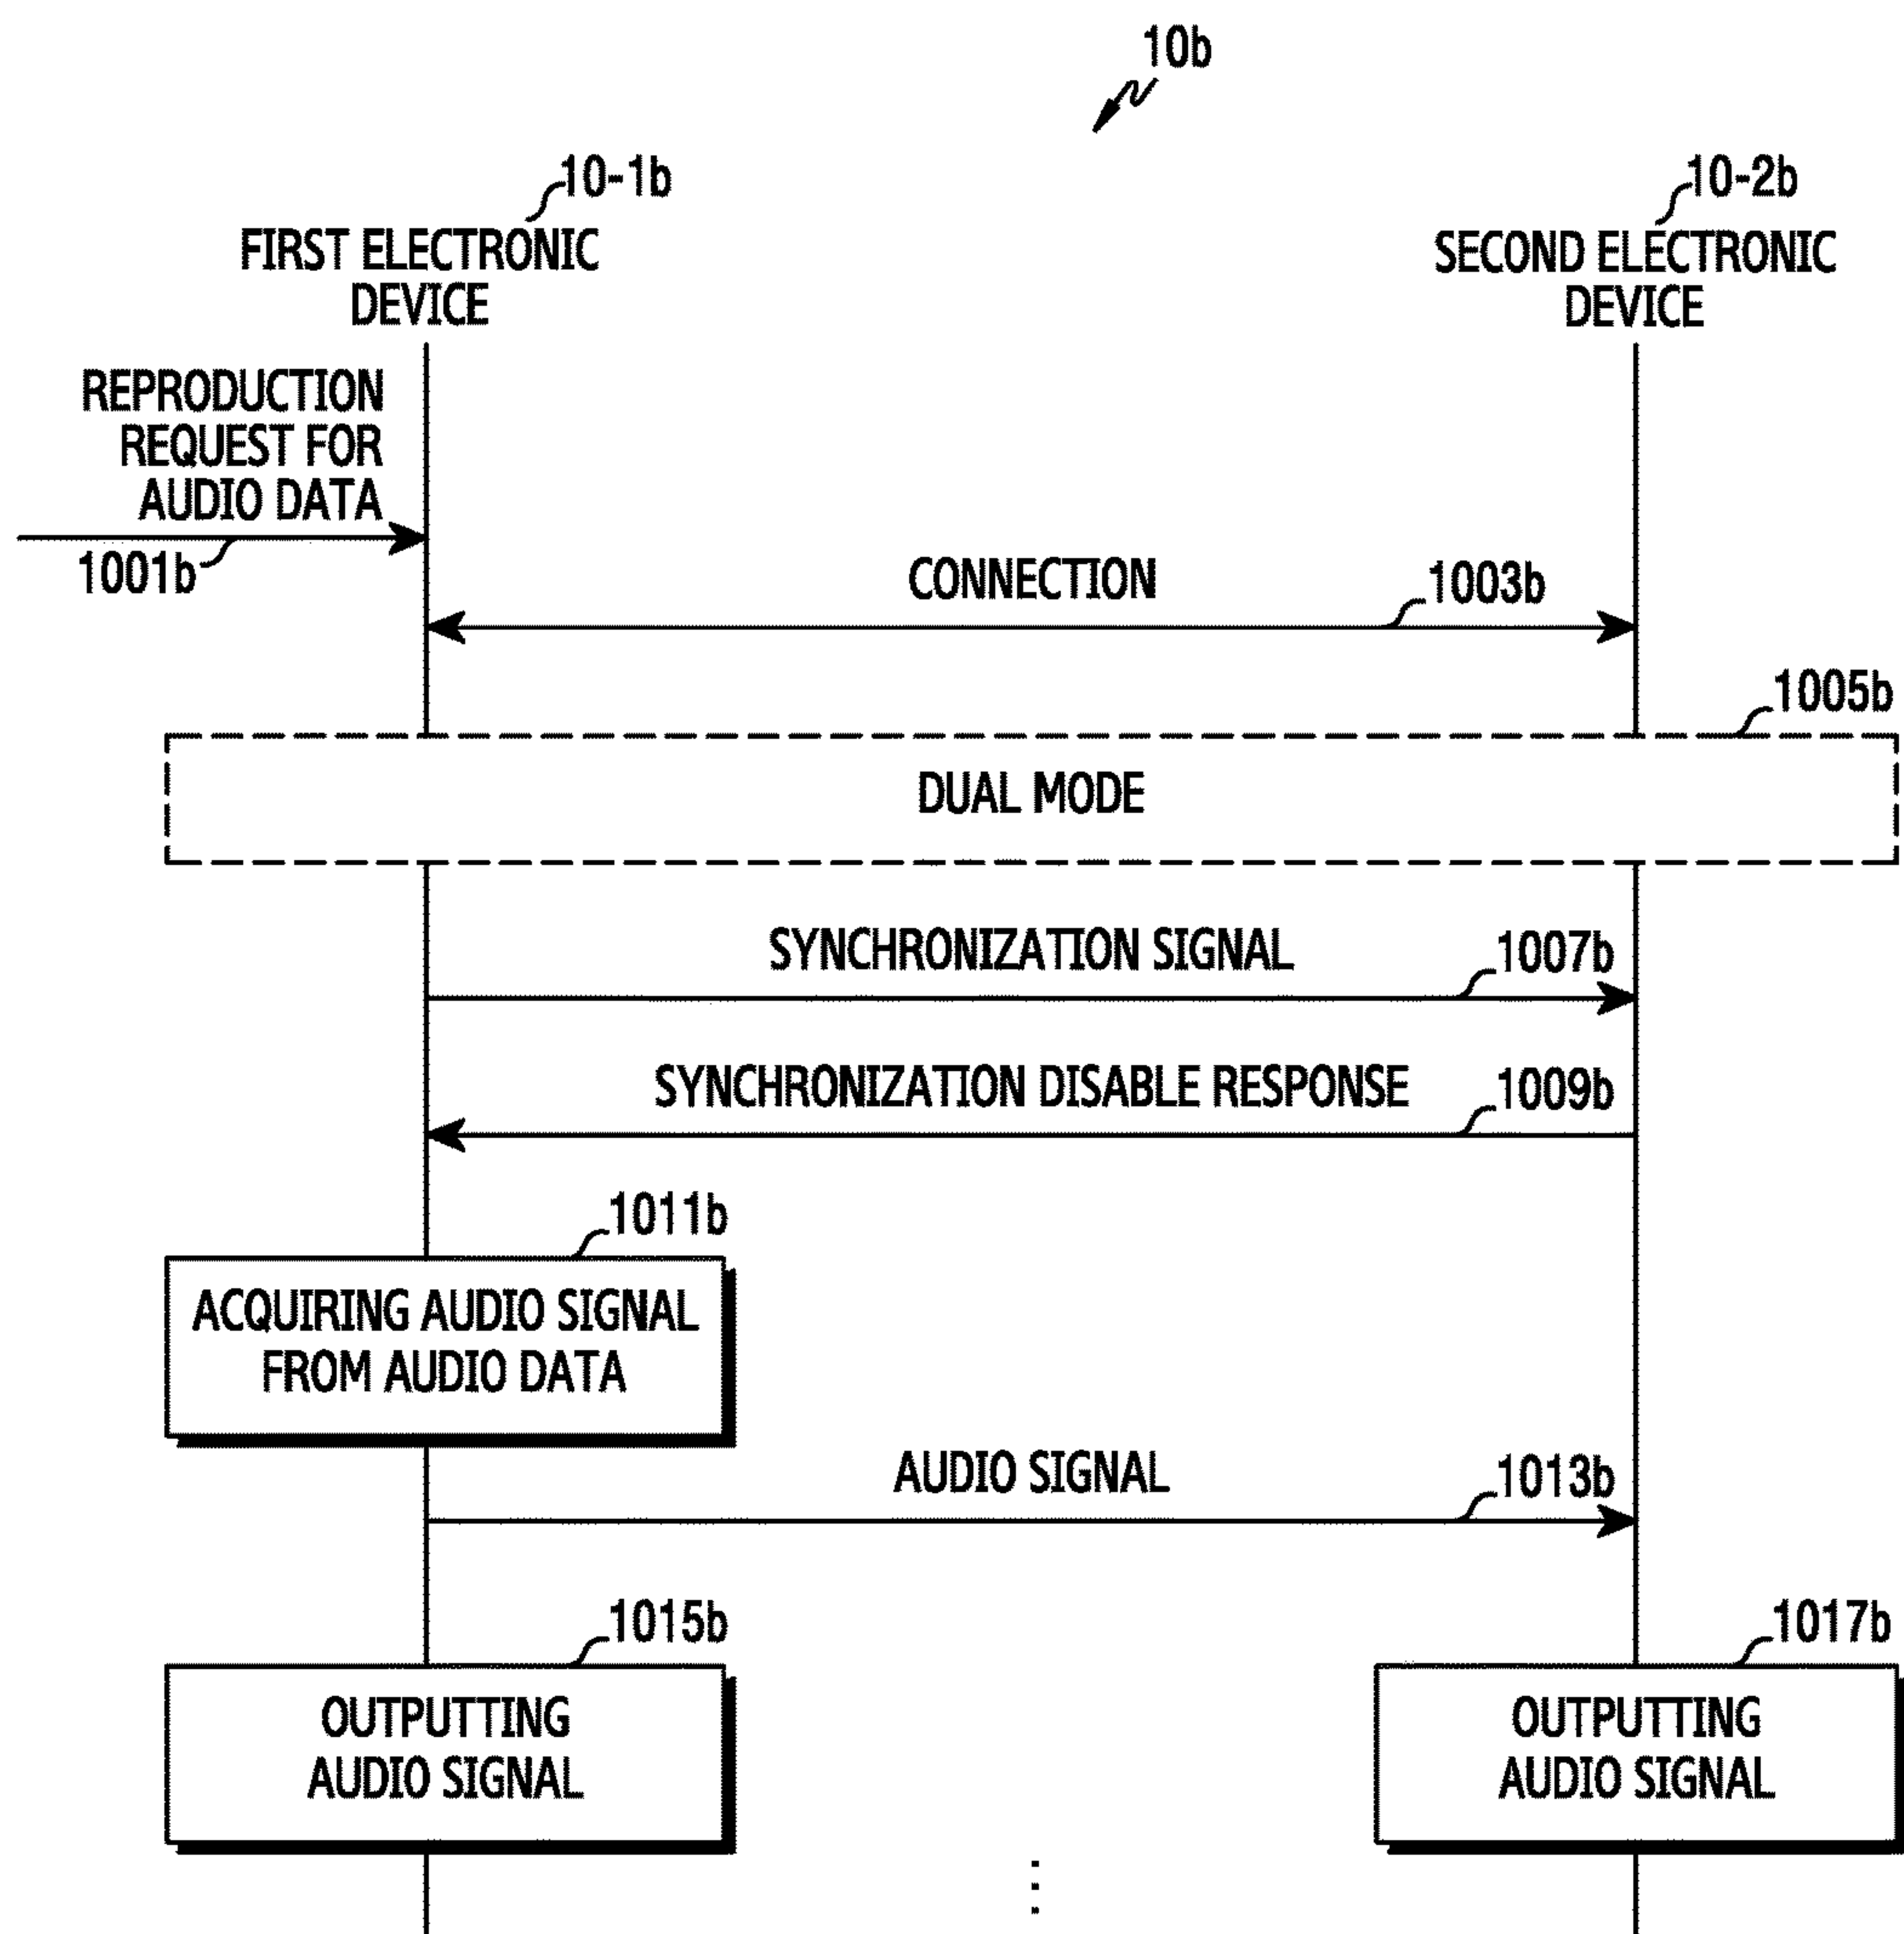 10b
10-1b
10-2b
FIRST ELECTRONIC
DEVICE
SECOND ELECTRONIC
DEVICE
REPRODUCTION
REQUEST FOR
AUDIO DATA
1001b
CONNECTION
1003b
1005b
DUAL MODE
SYNCHRONIZATION SIGNAL
1007b
SYNCHRONIZATION DISABLE RESPONSE
1009b
1011b
ACQUIRING AUDIO SIGNAL
FROM AUDIO DATA
AUDIO SIGNAL
1013b
1015b
1017b
OUTPUTTING
AUDIO SIGNAL
OUTPUTTING
AUDIO SIGNAL